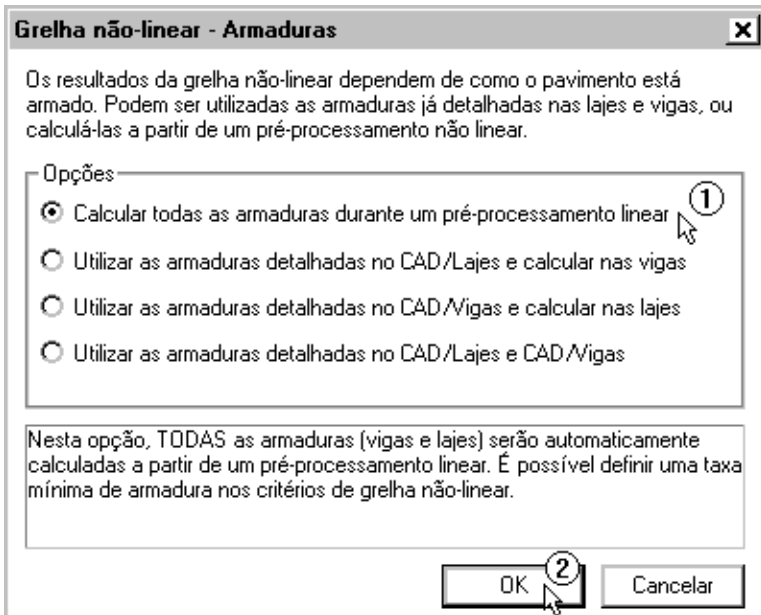 Grelha não-linear - Armaduras
Os resultados da grelha não-linear dependem de como o pavimento está
armado. Podem ser utilizadas as armaduras já detalhadas nas lajes e vigas, ou
calculá-las a partir de um pré-processamento não linear.
Opções
Calcular todas as armaduras durante um pré-processamento linear 1
Utilizar as armaduras detalhadas no CAD/Lajes e calcular nas vigas
Utilizar as armaduras detalhadas no CAD/Vigas e calcular nas lajes
Utilizar as armaduras detalhadas no CAD/Lajes e CAD/Vigas
Nesta opção, TODAS as armaduras (vigas e lajes) serão automaticamente
calculadas a partir de um pré-processamento linear. É possível definir uma taxa
mínima de armadura nos critérios de grelha não-linear.
OK 2 Cancelar